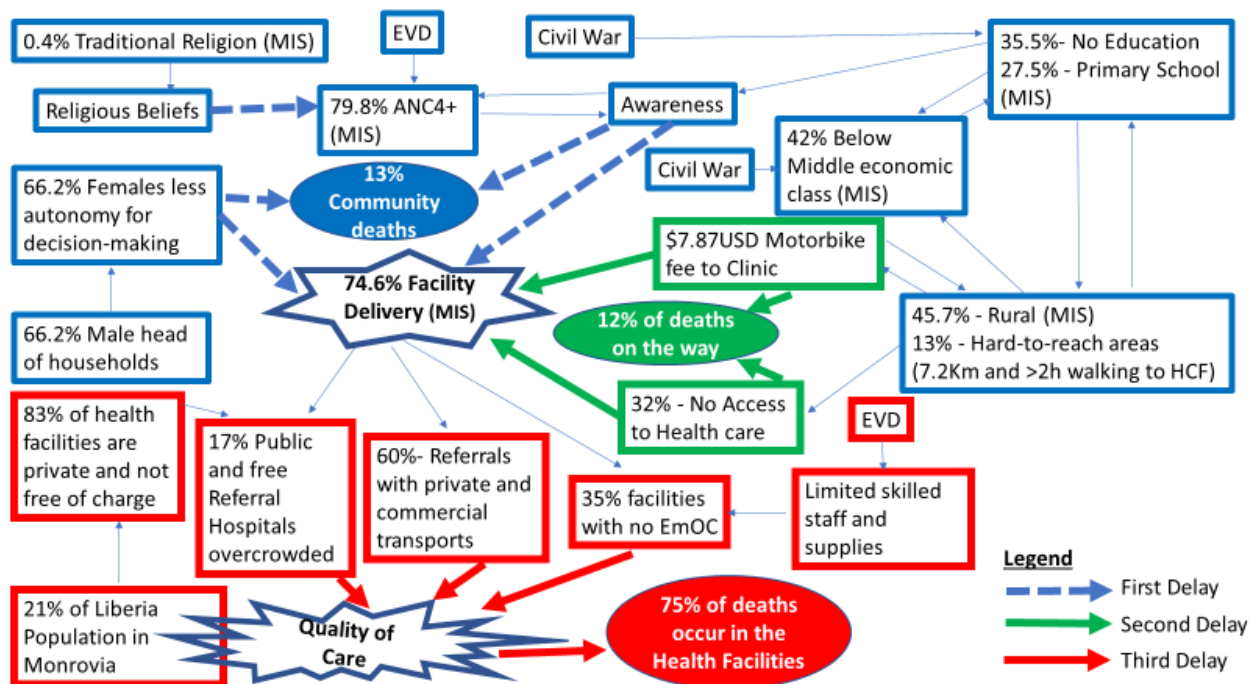 0.4% Traditional Religion (MIS)
EVD
Civil War
35.5%- No Education
27.5% - Primary School
(MIS)
Religious Beliefs
79.8% ANC4+
(MIS)
Awareness
42% Below
Middle economic
class (MIS)
Civil War
66.2% Females less
autonomy for
decision-making
13%
Community
deaths
$7.87USD Motorbike
fee to Clinic
74.6% Facility
Delivery (MIS)
12% of deaths
on the way
45.7% - Rural (MIS)
13% - Hard-to-reach areas
(7.2Km and >2h walking to HCF)
66.2% Male head
of households
32% - No Access
to Health care
EVD
83% of health
facilities are
private and not
free of charge
17% Public
and free
Referral
Hospitals
overcrowded
60%- Referrals
with private and
commercial
transports
35% facilities
with no EmOC
Limited skilled
staff and
supplies
21% of Liberia
Population in
Monrovia
Quality of
Care
75% of deaths
occur in the
Health Facilities
Legend
First Delay
Second Delay
Third Delay